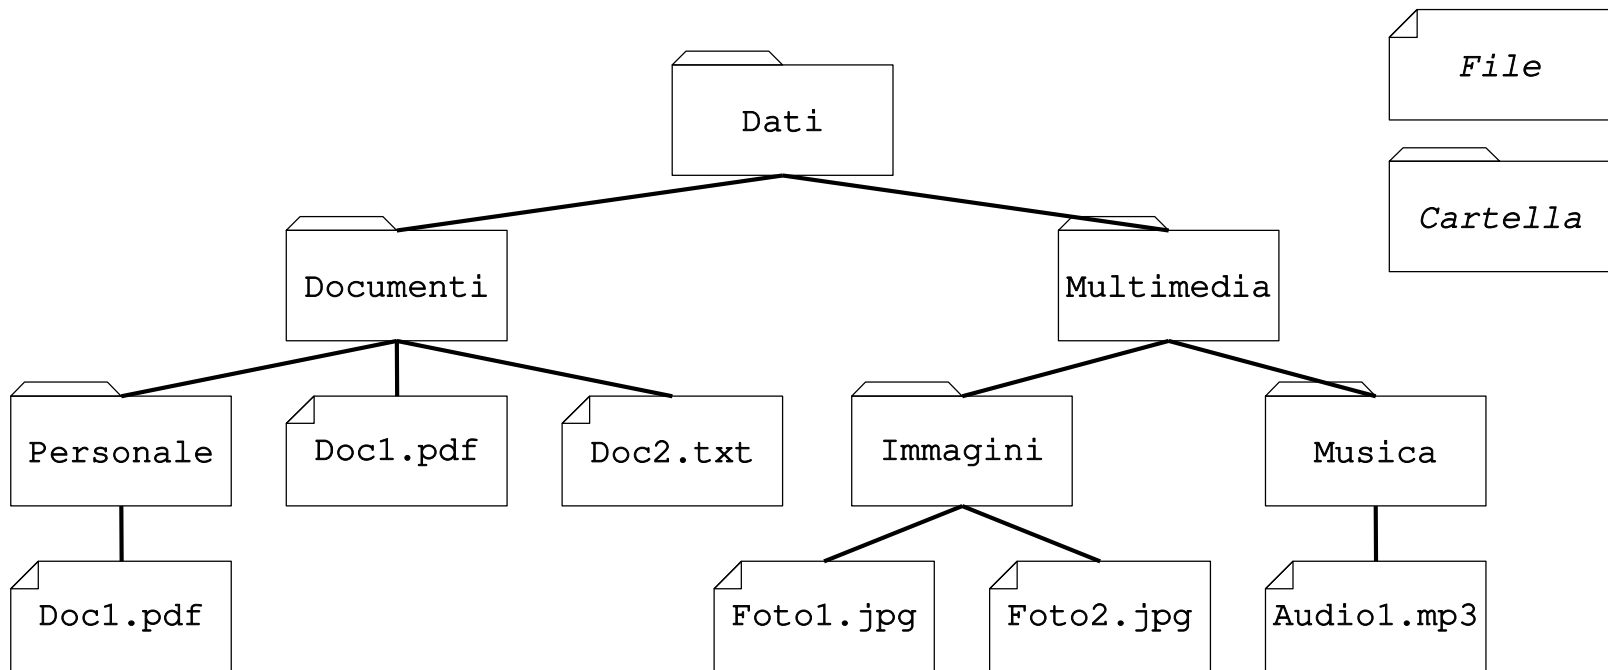 File
Dati
Cartella
Documenti
Multimedia
Personale
Doc1.pdf
Doc2.txt
Immagini
Musica
Doc1.pdf
Foto1.jpg
Foto2.jpg
Audio1.mp3